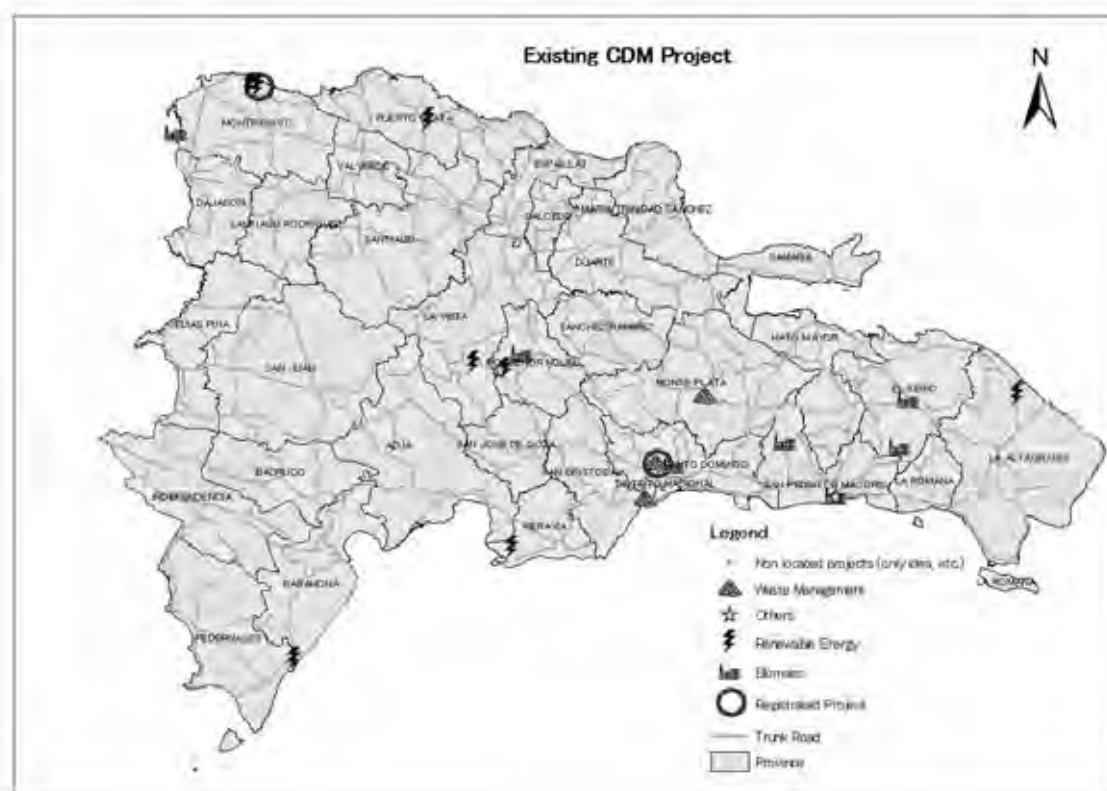 Existing CDM Project
N
PUERTO PLATA
MONTECRISTI
VALVERDE
ESPAILLAT
DAJABON
SANTIAGO RODRIGUEZ
SALCEDO
MARIA TRINIDAD SANCHEZ
SANTIAGO
DUARTE
SAMANA
LA VEGA
SANCHEZ RAMIREZ
ELIAS PIÑA
HATO MAYOR
SAN JUAN
MONTE PLATA
EL SEIBO
AZUA
SAN JOSE DE OCOA
LA ALTAGRACIA
BAORUCO
SAN CRISTOBAL
SANTO DOMINGO
DISTRITO NACIONAL
SAN PEDRO DE MACORIS
LA ROMANA
INDEPENDENCIA
PERAVIA
BARAHONA
PEDERNALES
LA ROMANA
Legend
Non located projects (only idea, etc.)
Waste Management
Others
Renewable Energy
Biomass
Registrated Project
Trunk Road
Province